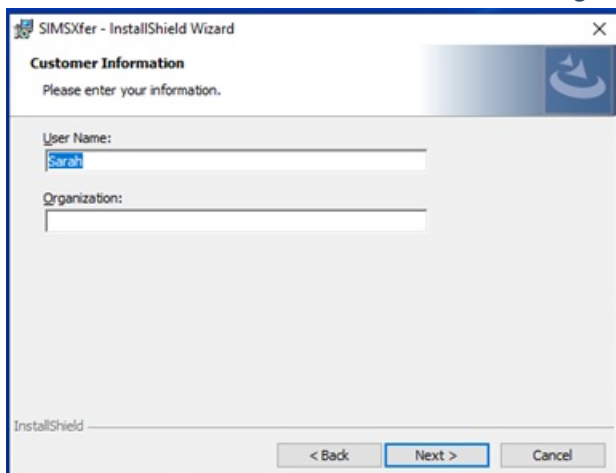 SIMSXfer - InstallShield Wizard
Customer Information
Please enter your information.
User Name:
Sarah
Organization:
InstallShield
< Back Next > Cancel